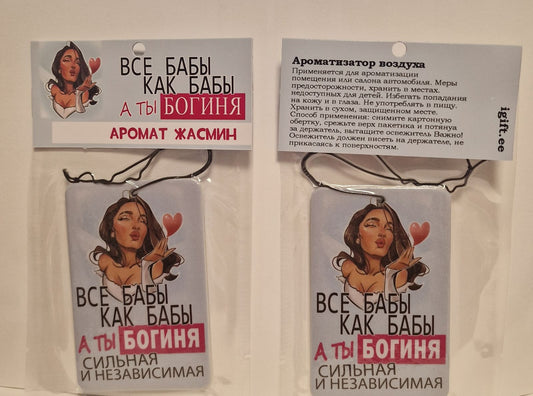 ВСЕ БАБЫ
КАК БАБЫ
А ТЫ БОГИНЯ
АРОМАТ ЖАСМИН
ВСЕ БАБЫ
КАК БАБЫ
А ТЫ БОГИНЯ
СИЛЬНАЯ
И НЕЗАВИСИМАЯ
Ароматизатор воздуха
Применяется для ароматизации
помещения или салона автомобиля. Меры
предосторожности, хранить в местах.
недоступных для детей. Избегать попадания
на кожу и в глаза. Не употреблять в пищу.
Хранить в сухом, защищенном месте.
Способ применения: снимите картонную
обертку, срежьте верх пакетика и потянув
за держатель, вытащите освежитель Важно!
Освежитель должен висеть на держателе, не
прикасаясь к поверхностям.
igift.ee
ВСЕ БАБЫ
КАК БАБЫ
А ТЫ БОГИНЯ
СИЛЬНАЯ
И НЕЗАВИСИМАЯ